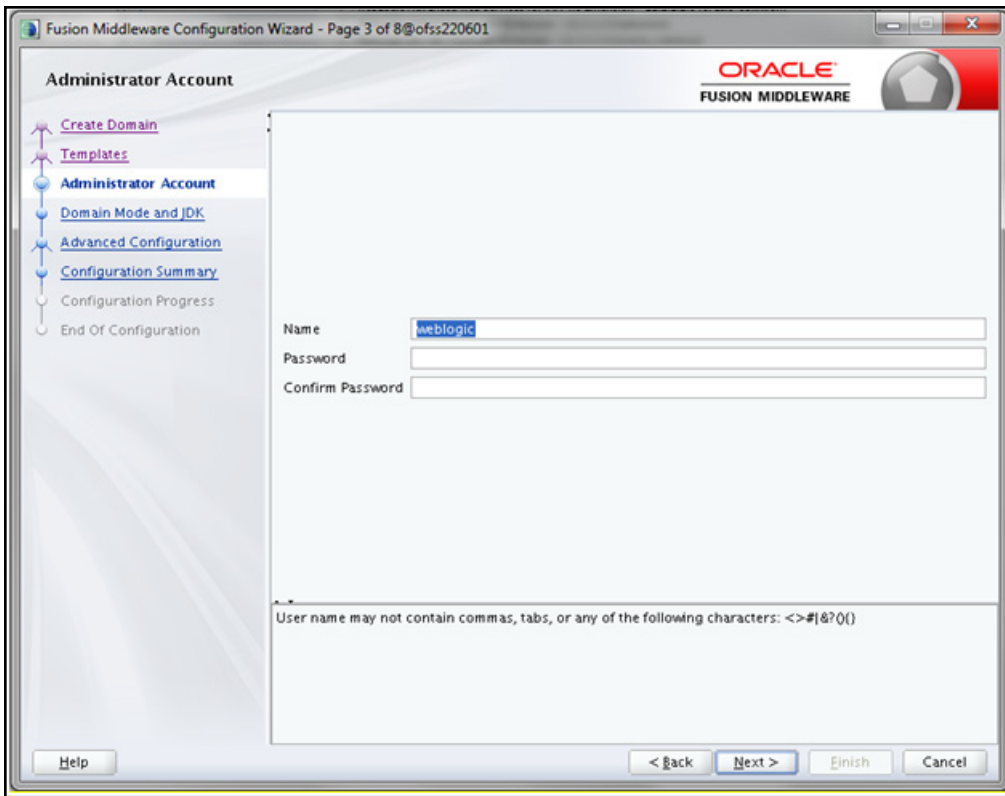 Fusion Middleware Configuration Wizard - Page 3 of 8@ofss220601
Administrator Account
ORACLE
FUSION MIDDLEWARE
Create Domain
Templates
Administrator Account
Domain Mode and JDK
Advanced Configuration
Configuration Summary
Configuration Progress
End Of Configuration
Name weblogic
Password
Confirm Password
User name may not contain commas, tabs, or any of the following characters: <>#|&?(){}
Help < Back Next > Finish Cancel